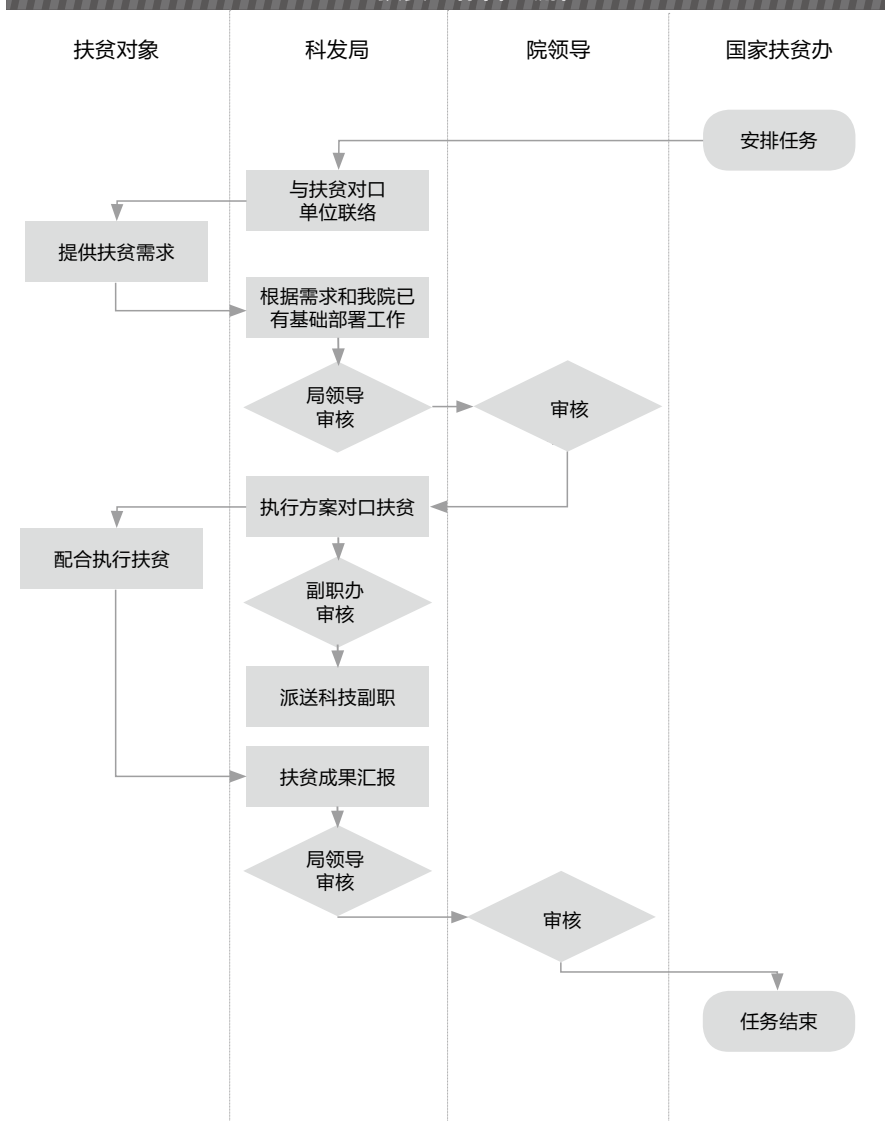 扶贫对象
科发局
院领导
国家扶贫办
安排任务
与扶贫对口
单位联络
提供扶贫需求
根据需求和我院已
有基础部署工作
局领导
审核
审核
执行方案对口扶贫
配合执行扶贫
副职办
审核
派送科技副职
扶贫成果汇报
局领导
审核
审核
任务结束